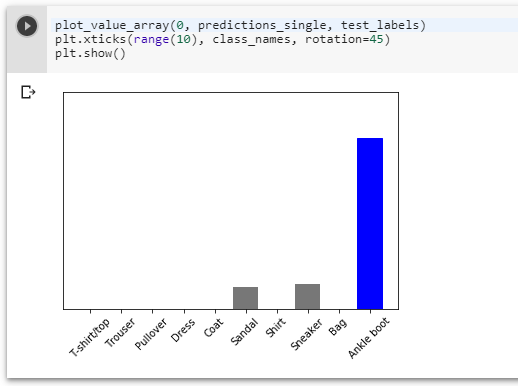 plot_value_array(0, predictions_single, test_labels)
plt.xticks(range(10), class_names, rotation=45)
plt.show()
T-shirt/top
Trouser
Pullover
Dress
Coat
Sandal
Shirt
Sneaker
Bag
Ankle boot